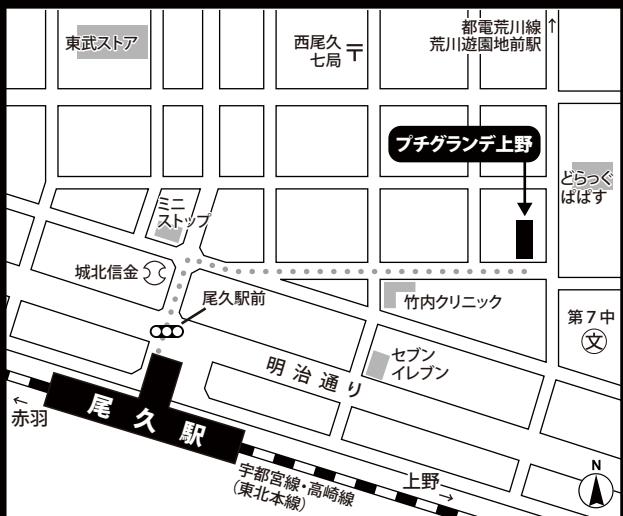 東武ストア
西尾久
七局
〒
都電荒川線↑
荒川遊園地前駅
プチグランデ上野
どらっぐ
ぱぱす
ミニ
ストップ
城北信金
尾久駅前
竹内クリニック
第7中
文
セブン
イレブン
明治通り
尾久駅
←
赤羽
宇都宮線・高崎線
(東北本線)
上野
→
N